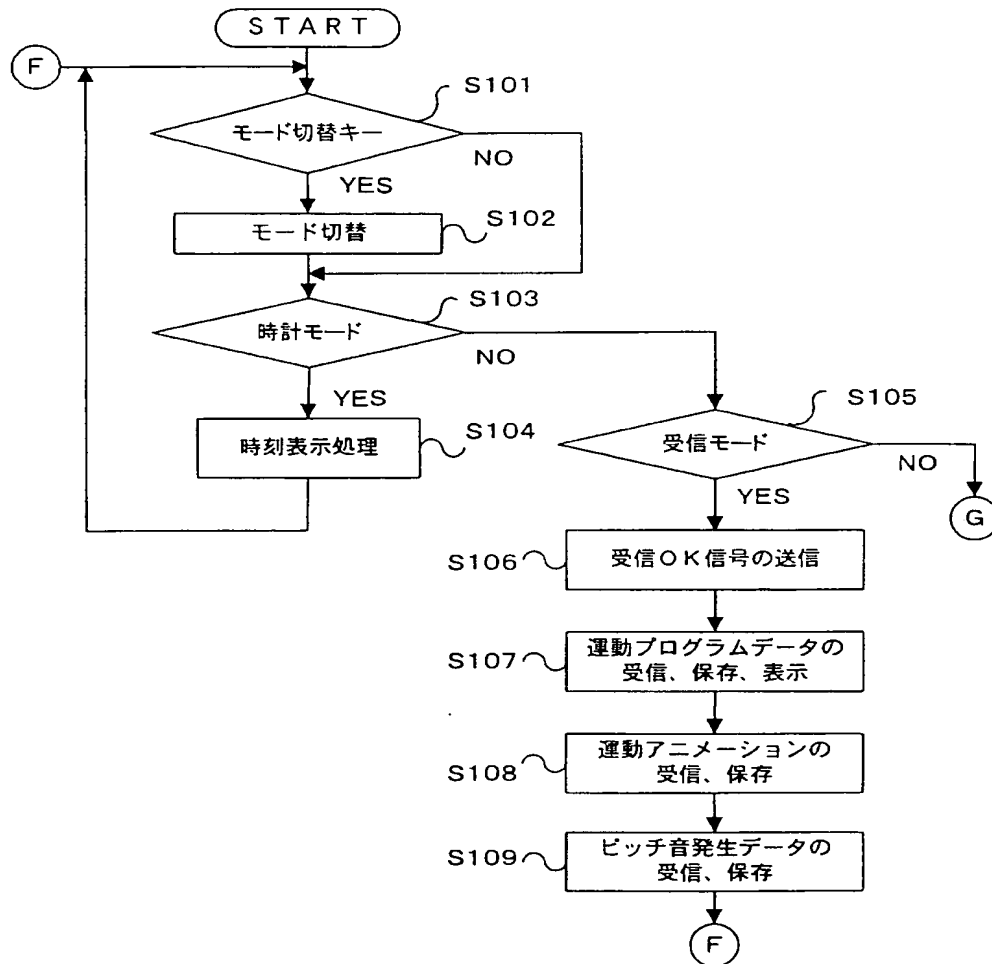 START
F
S101
モード切替キー
NO
YES
S102
モード切替
S103
時計モード
NO
YES
S104
時刻表示処理
S105
受信モード
NO
YES
G
S106
受信OK信号の送信
S107
運動プログラムデータの
受信、保存、表示
S108
運動アニメーションの
受信、保存
S109
ピッチ音発生データの
受信、保存
F